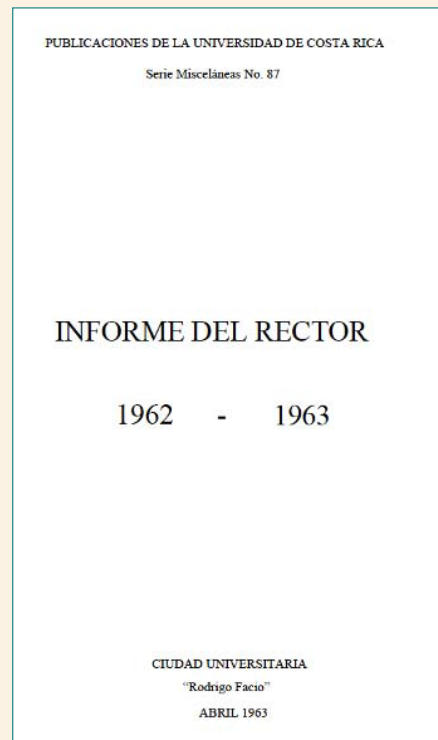 PUBLICACIONES DE LA UNIVERSIDAD DE COSTA RICA
Serie Misceláneas No. 87
INFORME DEL RECTOR
1962 - 1963
CIUDAD UNIVERSITARIA
“Rodrigo Facio”
ABRIL 1963